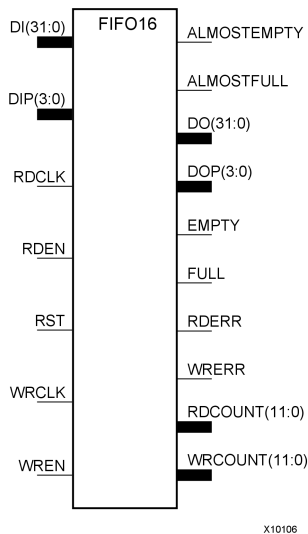 FIFO16
DI(31:0)
DIP(3:0)
RDCLK
RDEN
RST
WRCLK
WREN
ALMOSTEMPTY
ALMOSTFULL
DO(31:0)
DOP(3:0)
EMPTY
FULL
RDERR
WRERR
RDCOUNT(11:0)
WRCOUNT(11:0)
X10106